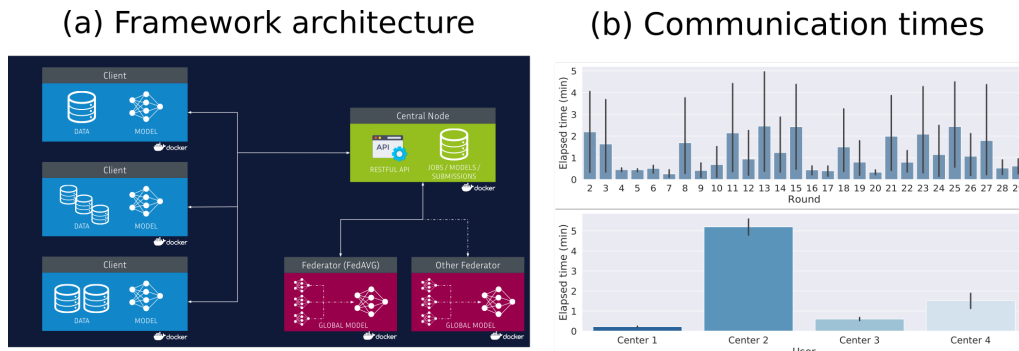 (a) Framework architecture
Client
DATA
MODEL
docker
Client
DATA
MODEL
docker
Client
DATA
MODEL
docker
Central Node
API
RESTFUL API
JOBS / MODELS /
SUBMISSIONS
docker
Federator (FedAVG)
GLOBAL MODEL
docker
Other Federator
GLOBAL MODEL
docker
(b) Communication times
Elapsed time (min)
5
4
3
2
1
0
2 3 4 5 6 7 8 9 10 11 12 13 14 15 16 17 18 19 20 21 22 23 24 25 26 27 28
Round
Elapsed time (min)
5
4
3
2
1
0
Center 1 Center 2 Center 3 Center 4